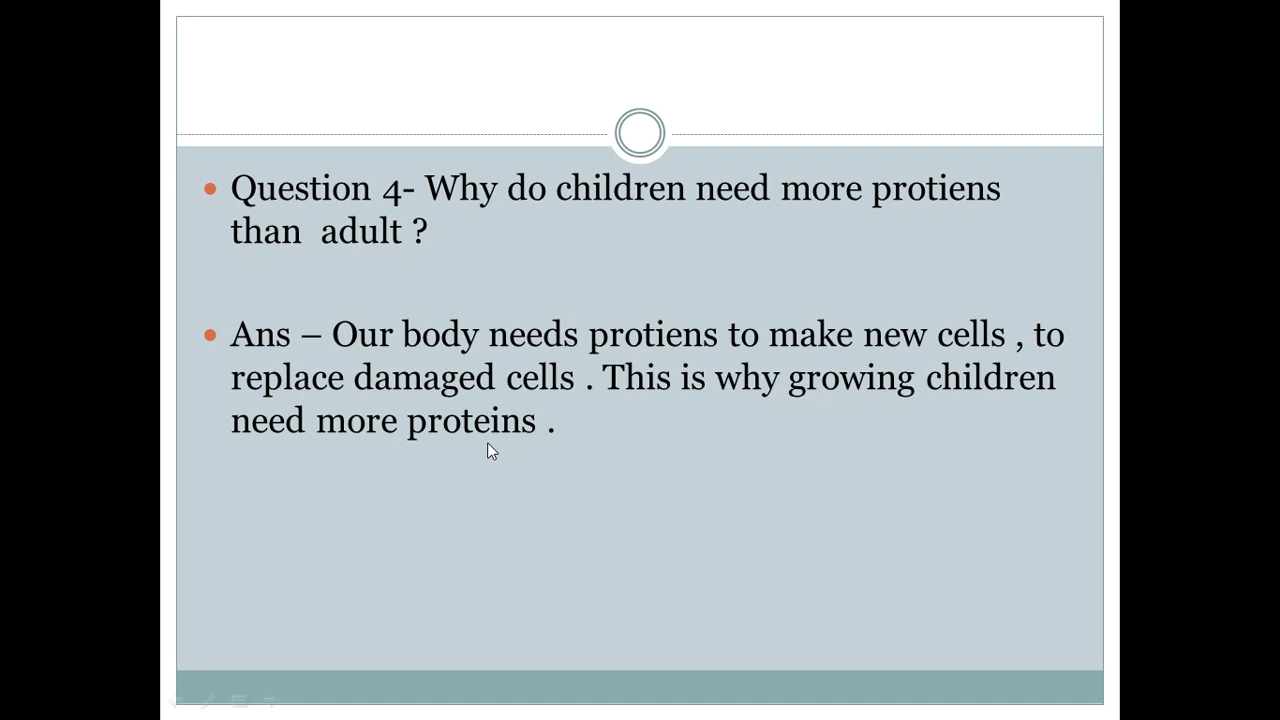 Question 4- Why do children need more protiens
than adult ?
Ans – Our body needs protiens to make new cells , to
replace damaged cells . This is why growing children
need more proteins .